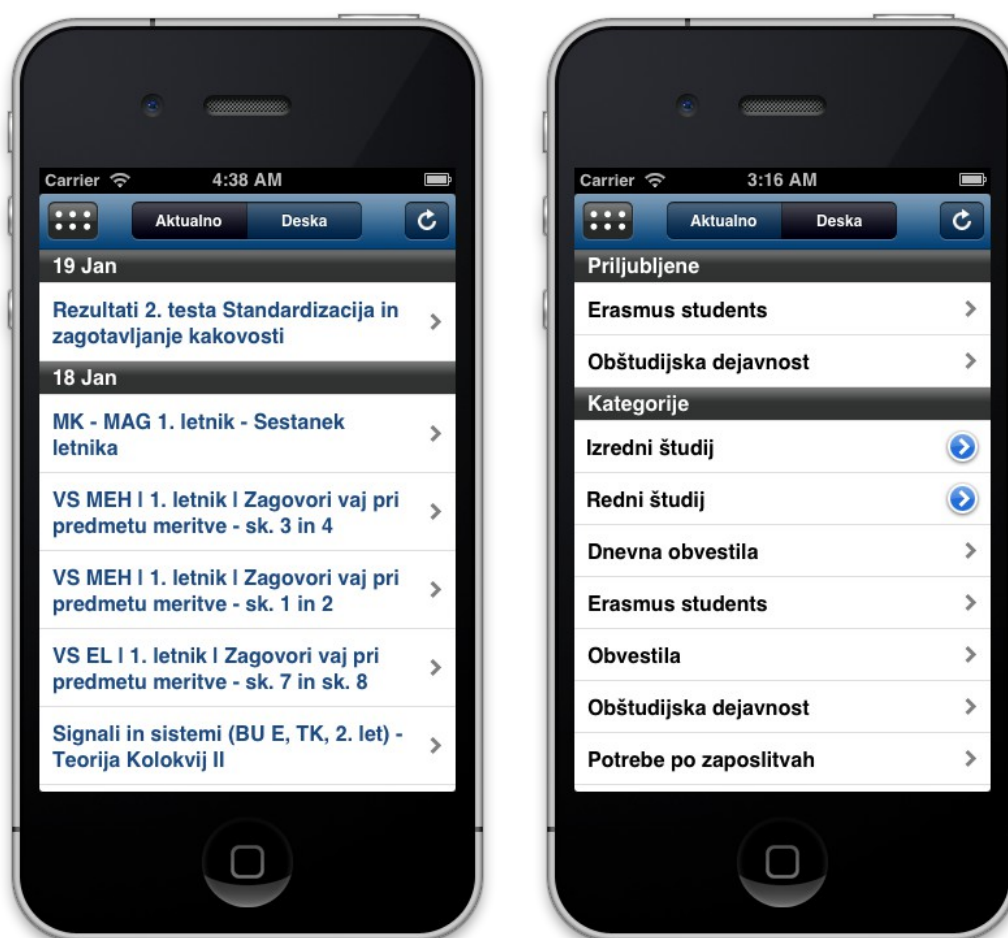 Carrier 4:38 AM
Aktualno Deska
19 Jan
Rezultati 2. testa Standardizacija in
zagotavljanje kakovosti
18 Jan
MK - MAG 1. letnik - Sestanek
letnika
VS MEH | 1. letnik | Zagovori vaj pri
predmetu meritve - sk. 3 in 4
VS MEH | 1. letnik | Zagovori vaj pri
predmetu meritve - sk. 1 in 2
VS EL | 1. letnik | Zagovori vaj pri
predmetu meritve - sk. 7 in sk. 8
Signali in sistemi (BU E, TK, 2. let) -
Teorija Kolokvij II
Carrier 3:16 AM
Aktualno Deska
Priljubljene
Erasmus students
Obštudijska dejavnost
Kategorije
Izredni študij
Redni študij
Dnevna obvestila
Erasmus students
Obvestila
Obštudijska dejavnost
Potrebe po zaposlitvah